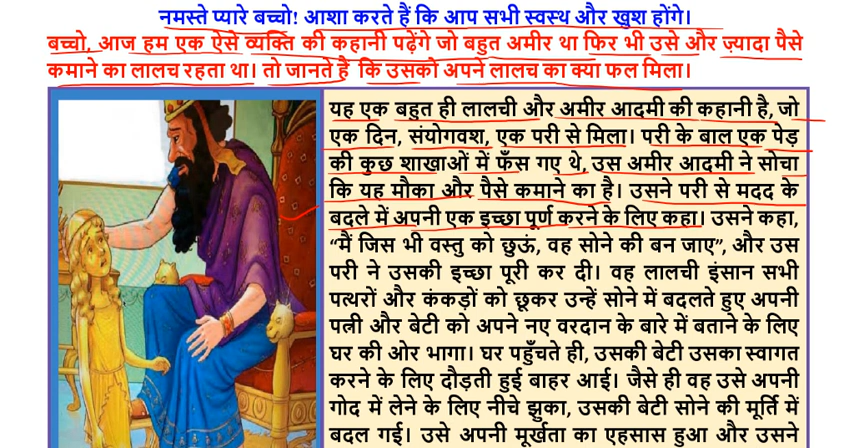 नमस्ते प्यारे बच्चो! आशा करते हैं कि आप सभी स्वस्थ और खुश होंगे।
बच्चो, आज हम एक ऐसे व्यक्ति की कहानी पढ़ेंगे जो बहुत अमीर था फिर भी उसे और ज़्यादा पैसे
कमाने का लालच रहता था। तो जानते हैं कि उसको अपने लालच का क्या फल मिला।
यह एक बहुत ही लालची और अमीर आदमी की कहानी है, जो
एक दिन, संयोगवश, एक परी से मिला। परी के बाल एक पेड़
की कुछ शाखाओं में फँस गए थे, उस अमीर आदमी ने सोचा
कि यह मौका और पैसे कमाने का है। उसने परी से मदद के
बदले में अपनी एक इच्छा पूर्ण करने के लिए कहा। उसने कहा,
“मैं जिस भी वस्तु को छुऊं, वह सोने की बन जाए”, और उस
परी ने उसकी इच्छा पूरी कर दी। वह लालची इंसान सभी
पत्थरों और कंकड़ों को छूकर उन्हें सोने में बदलते हुए अपनी
पत्नी और बेटी को अपने नए वरदान के बारे में बताने के लिए
घर की ओर भागा। घर पहुँचते ही, उसकी बेटी उसका स्वागत
करने के लिए दौड़ती हुई बाहर आई। जैसे ही वह उसे अपनी
गोद में लेने के लिए नीचे झुका, उसकी बेटी सोने की मूर्ति में
बदल गई। उसे अपनी मूर्खता का एहसास हुआ और उसने